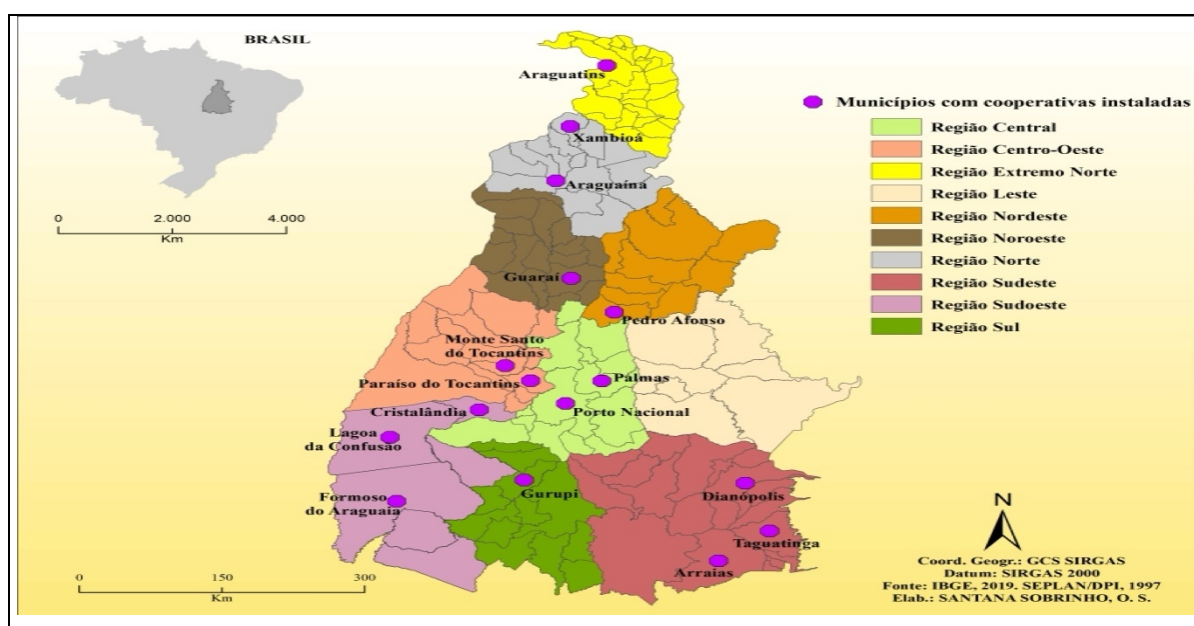 BRASIL
0
2.000
4.000
Km
Araguatins
Xambioá
Araguaína
Guaraí
Pedro Afonso
Monte Santo
do Tocantins
Paraíso do Tocantins
Palmas
Cristalândia
Porto Nacional
Lagoa
da Confusão
Gurupi
Formoso
do Araguaia
Dianópolis
Taguatinga
Arraias
0
150
300
Km
Municípios com cooperativas instaladas
Região Central
Região Centro-Oeste
Região Extremo Norte
Região Leste
Região Nordeste
Região Noroeste
Região Norte
Região Sudeste
Região Sudoeste
Região Sul
N
Coord. Geogr.: GCS SIRGAS
Datum: SIRGAS 2000
Fonte: IBGE, 2019. SEPLAN/DPI, 1997
Elab.: SANTANA SOBRINHO, O. S.